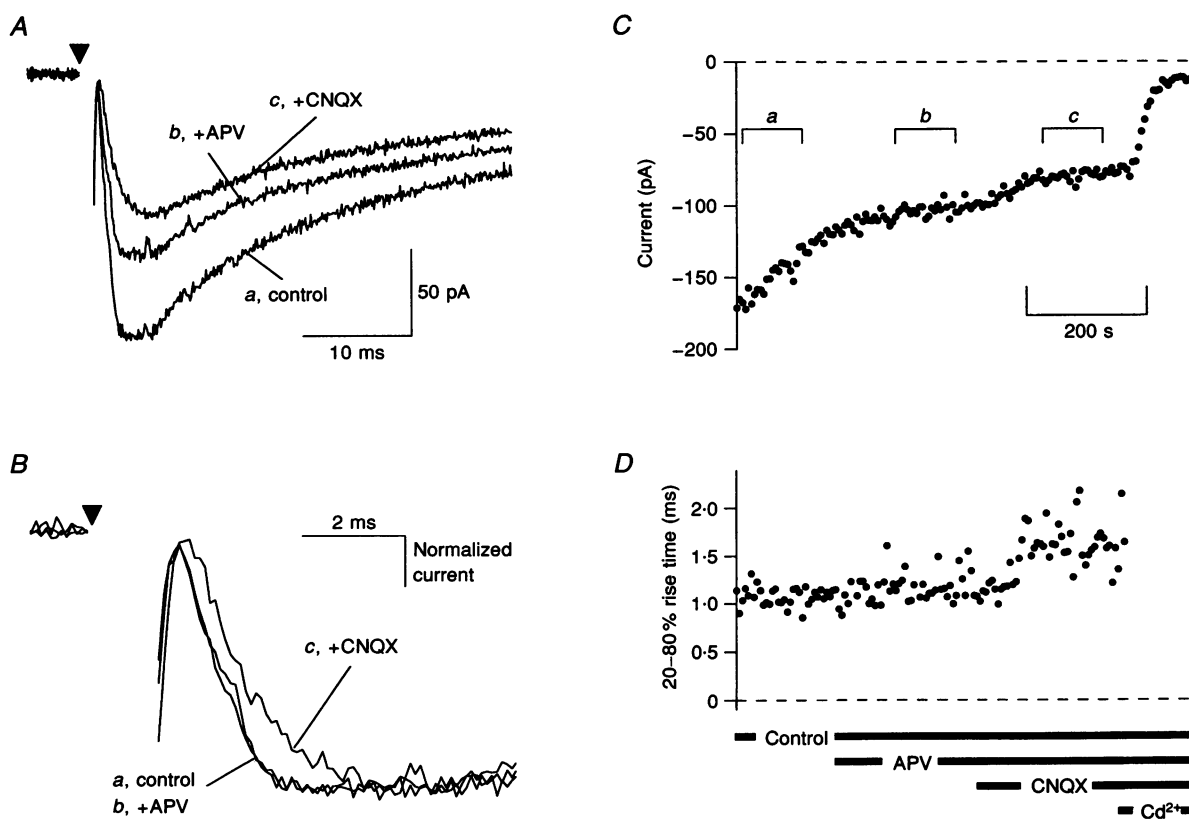 A
c, +CNQX
b, +APV
a, control
50 pA
10 ms
C
0
−50
−100
−150
−200
Current (pA)
a
b
c
200 s
B
2 ms
Normalized
current
c, +CNQX
a, control
b, +APV
D
2·0
1·5
1·0
0·5
0
20–80% rise time (ms)
Control
APV
CNQX
Cd²⁺